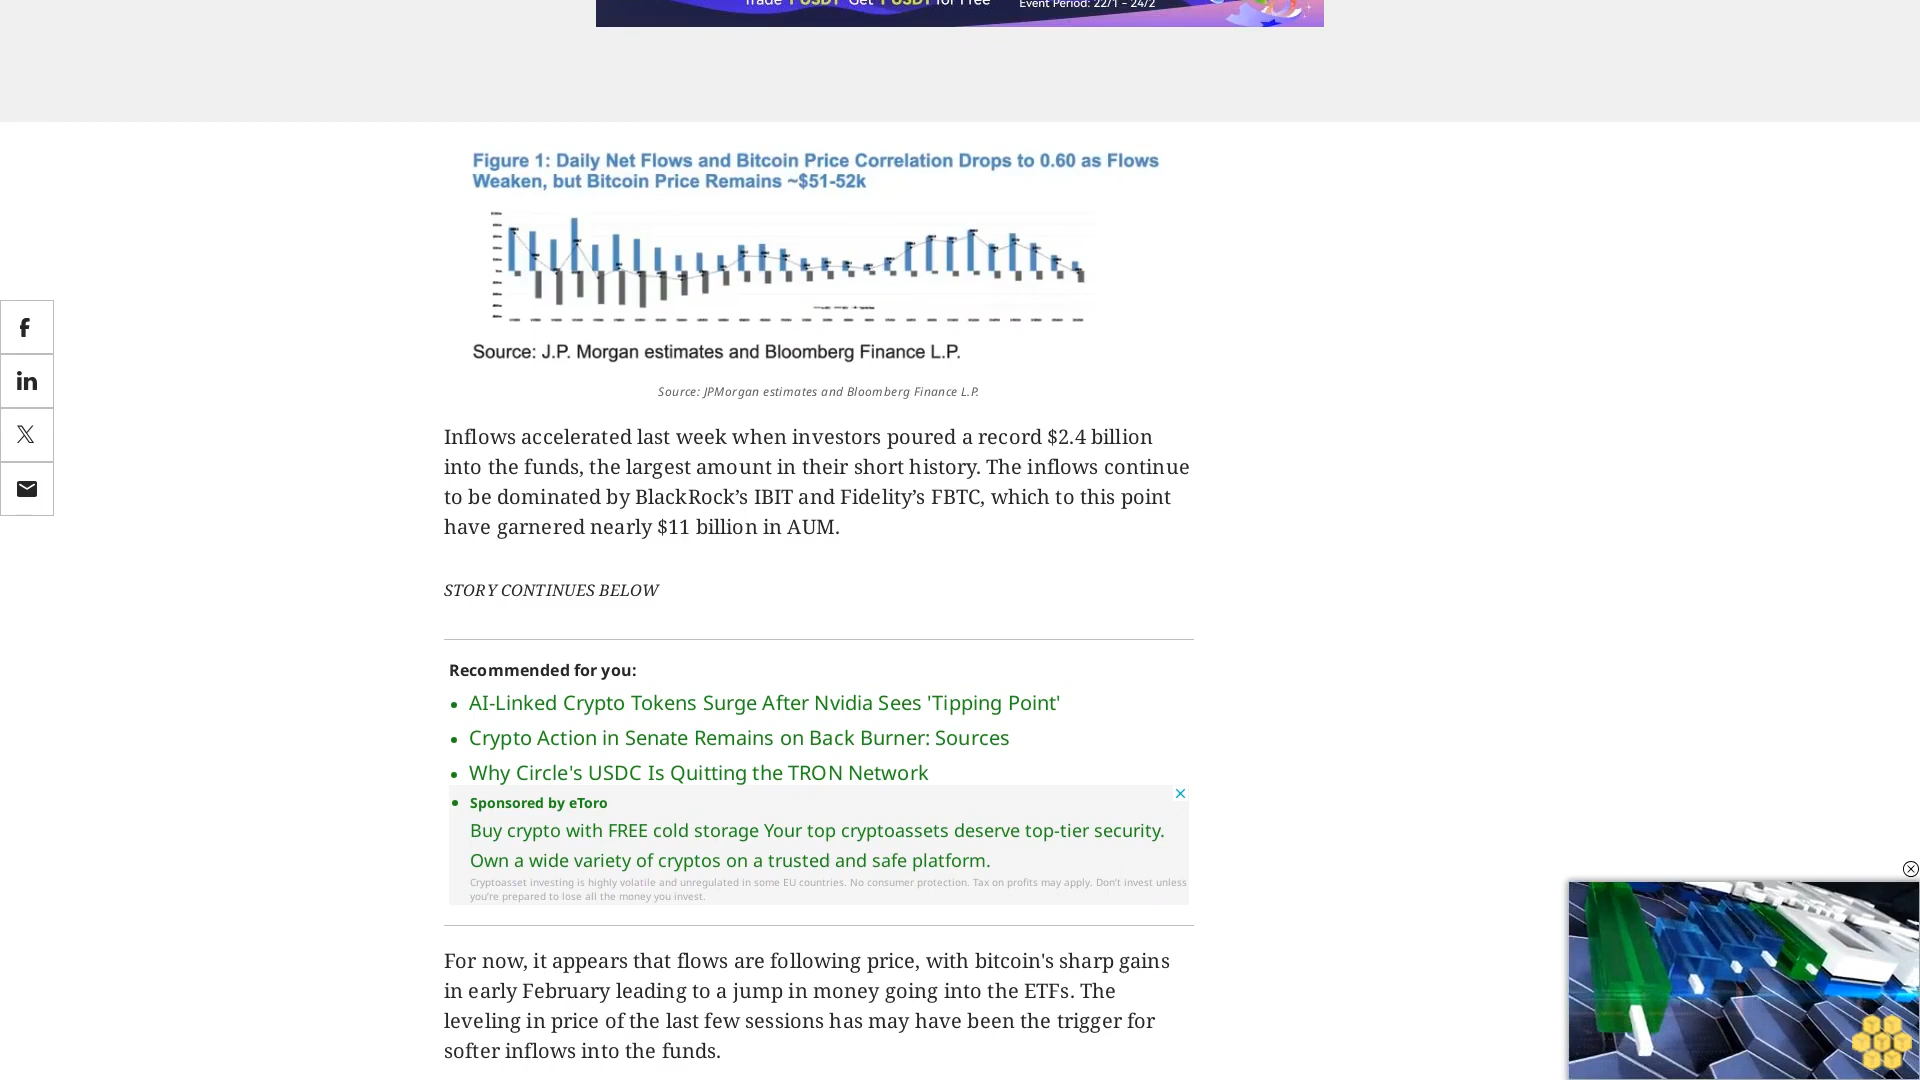 Trade 1 USDT Get 1 USDT for Free
Event Period: 22/1 - 24/2
Figure 1: Daily Net Flows and Bitcoin Price Correlation Drops to 0.60 as Flows
Weaken, but Bitcoin Price Remains ~$51-52k
Source: J.P. Morgan estimates and Bloomberg Finance L.P.
Source: JPMorgan estimates and Bloomberg Finance L.P.
Inflows accelerated last week when investors poured a record $2.4 billion
into the funds, the largest amount in their short history. The inflows continue
to be dominated by BlackRock’s IBIT and Fidelity’s FBTC, which to this point
have garnered nearly $11 billion in AUM.
STORY CONTINUES BELOW
Recommended for you:
AI-Linked Crypto Tokens Surge After Nvidia Sees 'Tipping Point'
Crypto Action in Senate Remains on Back Burner: Sources
Why Circle's USDC Is Quitting the TRON Network
Sponsored by eToro
Buy crypto with FREE cold storage Your top cryptoassets deserve top-tier security.
Own a wide variety of cryptos on a trusted and safe platform.
Cryptoasset investing is highly volatile and unregulated in some EU countries. No consumer protection. Tax on profits may apply. Don’t invest unless
you’re prepared to lose all the money you invest.
For now, it appears that flows are following price, with bitcoin's sharp gains
in early February leading to a jump in money going into the ETFs. The
leveling in price of the last few sessions has may have been the trigger for
softer inflows into the funds.